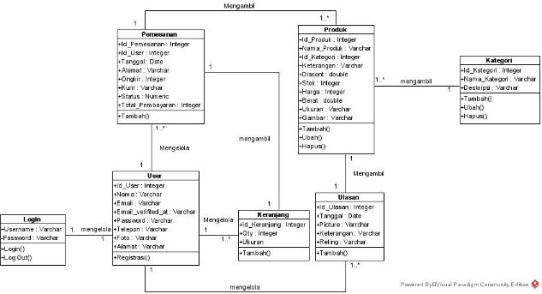 Mengambil
1
1..*
Pemesanan
+Id_Pemesanan : Integer
+Id_User : Integer
+Tanggal : Date
+Alamat : Varchar
+Ongkir : Integer
+Kurir : Varchar
+Status : Numeric
+Total_Pembayaran : Integer
+Tambah()
Produk
+Id_Produk : Integer
+Nama_Produk : Varchar
+Id_Kategori : Integer
+Keterangan : Varchar
+Discont : double
+Stok : Integer
+Harga : Integer
+Berat : double
+Ukuran : Varchar
+Gambar : Varchar
+Tambah()
+Ubah()
+Hapus()
Kategori
+Id_Kategori : Integer
+Nama_Kategori : Varchar
+Deskripsi : Varchar
+Tambah()
+Ubah()
+Hapus()
1..*
mengambil
1
1
mengambil
1
1..*
Mengelola
1
1
Mengambil
1..*
User
+Id_User : Integer
+Nama : Varchar
+Email : Varchar
+Email_verified_at : Varchar
+Password : Varchar
+Telepon : Varchar
+Foto : Varchar
+Alamat : Varchar
+Registrasi()
Login
+Username : Varchar
-Password : Varchar
+Login()
+Log Out()
1
mengelola
1
Mengelola
1
1..*
Keranjang
+Id_Keranjang : Integer
+Qty : Integer
+Ukuran
+Tambah()
Ulasan
+Id_Ulasan : Integer
+Tanggal : Date
+Picture : Varchar
+Keterangan : Varchar
+Reting : Varchar
+Tambah()
1
mengelola
1..*
Powered By Visual Paradigm Community Edition